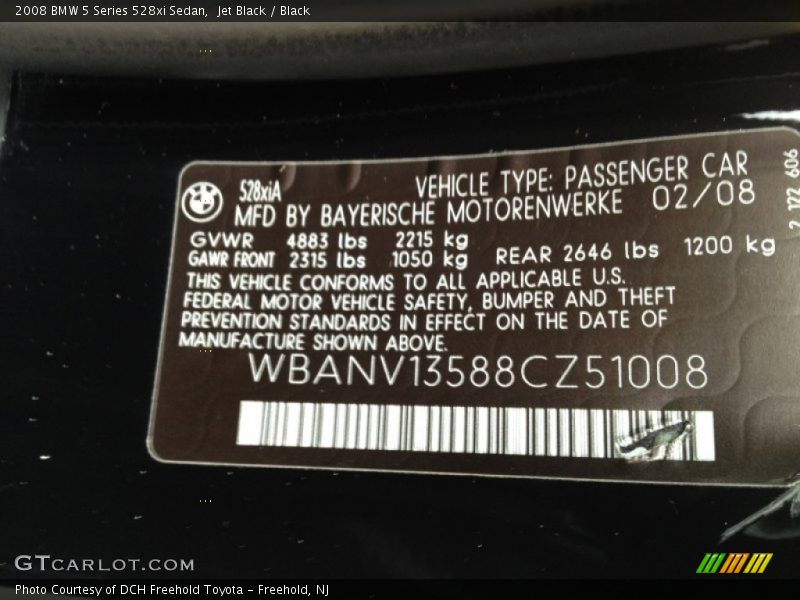 2008 BMW 5 Series 528xi Sedan, Jet Black / Black
528xiA
VEHICLE TYPE: PASSENGER CAR
MFD BY BAYERISCHE MOTORENWERKE 02/08
GVWR 4883 lbs 2215 kg
GAWR FRONT 2315 lbs 1050 kg REAR 2646 lbs 1200 kg
THIS VEHICLE CONFORMS TO ALL APPLICABLE U.S.
FEDERAL MOTOR VEHICLE SAFETY, BUMPER AND THEFT
PREVENTION STANDARDS IN EFFECT ON THE DATE OF
MANUFACTURE SHOWN ABOVE.
WBANV13588CZ51008
2 122 606
GTCARLOT.COM
Photo Courtesy of DCH Freehold Toyota - Freehold, NJ